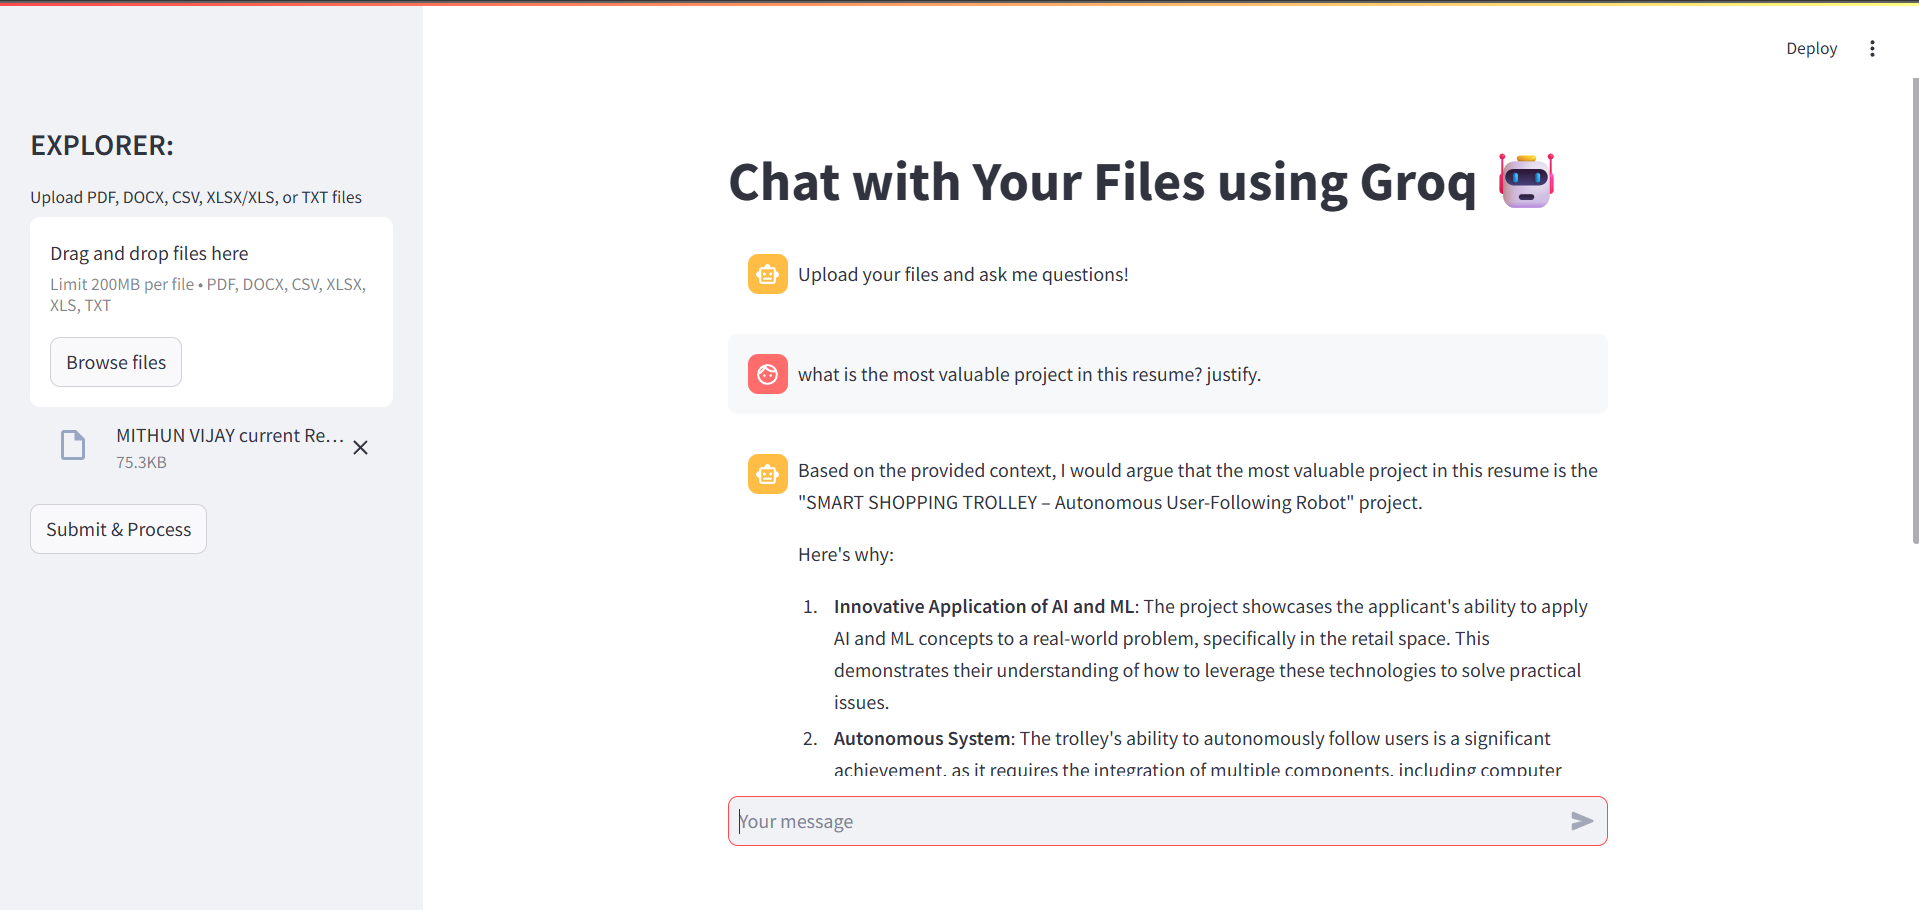 Deploy
EXPLORER:
Upload PDF, DOCX, CSV, XLSX/XLS, or TXT files
Drag and drop files here
Limit 200MB per file • PDF, DOCX, CSV, XLSX,
XLS, TXT
Browse files
MITHUN VIJAY current Re...
75.3KB
Submit & Process
Chat with Your Files using Groq
Upload your files and ask me questions!
what is the most valuable project in this resume? justify.
Based on the provided context, I would argue that the most valuable project in this resume is the
"SMART SHOPPING TROLLEY – Autonomous User-Following Robot" project.
Here's why:
1. Innovative Application of AI and ML: The project showcases the applicant's ability to apply
AI and ML concepts to a real-world problem, specifically in the retail space. This
demonstrates their understanding of how to leverage these technologies to solve practical
issues.
2. Autonomous System: The trolley's ability to autonomously follow users is a significant
achievement, as it requires the integration of multiple components, including computer
Your message